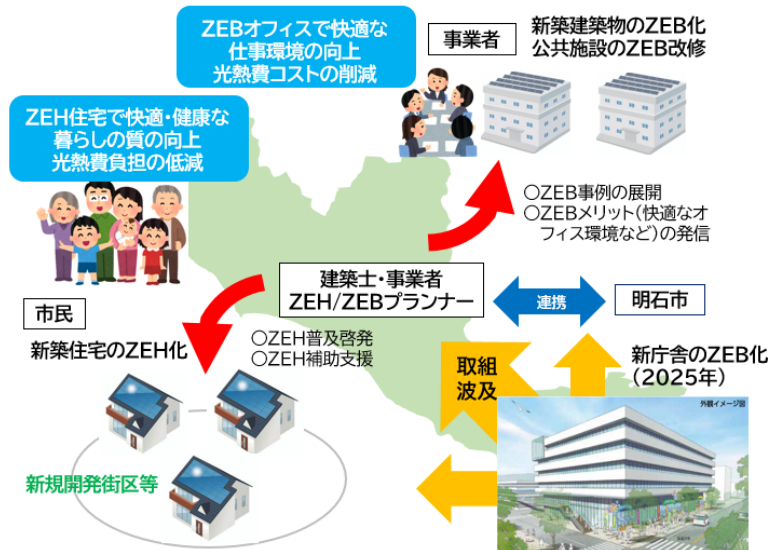 ZEBオフィスで快適な
仕事環境の向上
光熱費コストの削減
事業者
新築建築物のZEB化
公共施設のZEB改修
ZEH住宅で快適・健康な
暮らしの質の向上
光熱費負担の低減
○ZEB事例の展開
○ZEBメリット(快適なオ
フィス環境など)の発信
建築士・事業者
ZEH/ZEBプランナー
連携
明石市
市民
新築住宅のZEH化
○ZEH普及啓発
○ZEH補助支援
取組
波及
新庁舎のZEB化
(2025年)
外観イメージ図
新規開発街区等